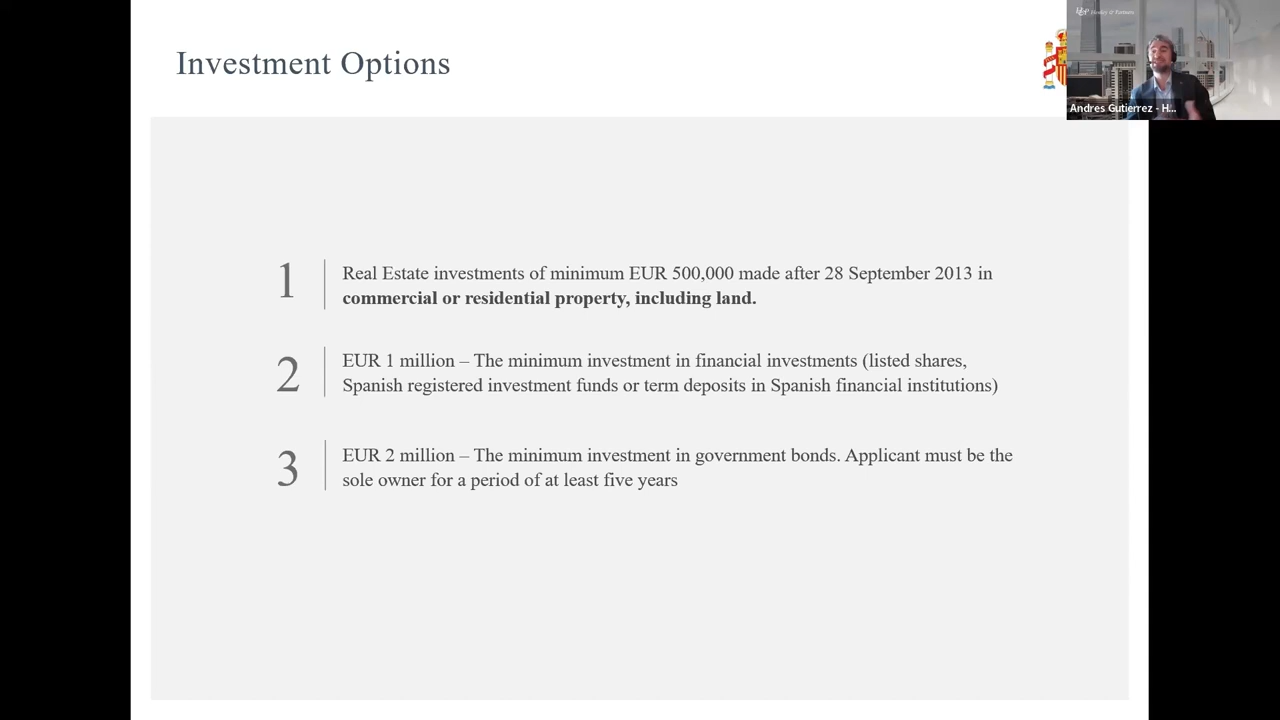 Investment Options
Henley & Partners
Andres Gutierrez - H...
1
Real Estate investments of minimum EUR 500,000 made after 28 September 2013 in
commercial or residential property, including land.
2
EUR 1 million – The minimum investment in financial investments (listed shares,
Spanish registered investment funds or term deposits in Spanish financial institutions)
3
EUR 2 million – The minimum investment in government bonds. Applicant must be the
sole owner for a period of at least five years